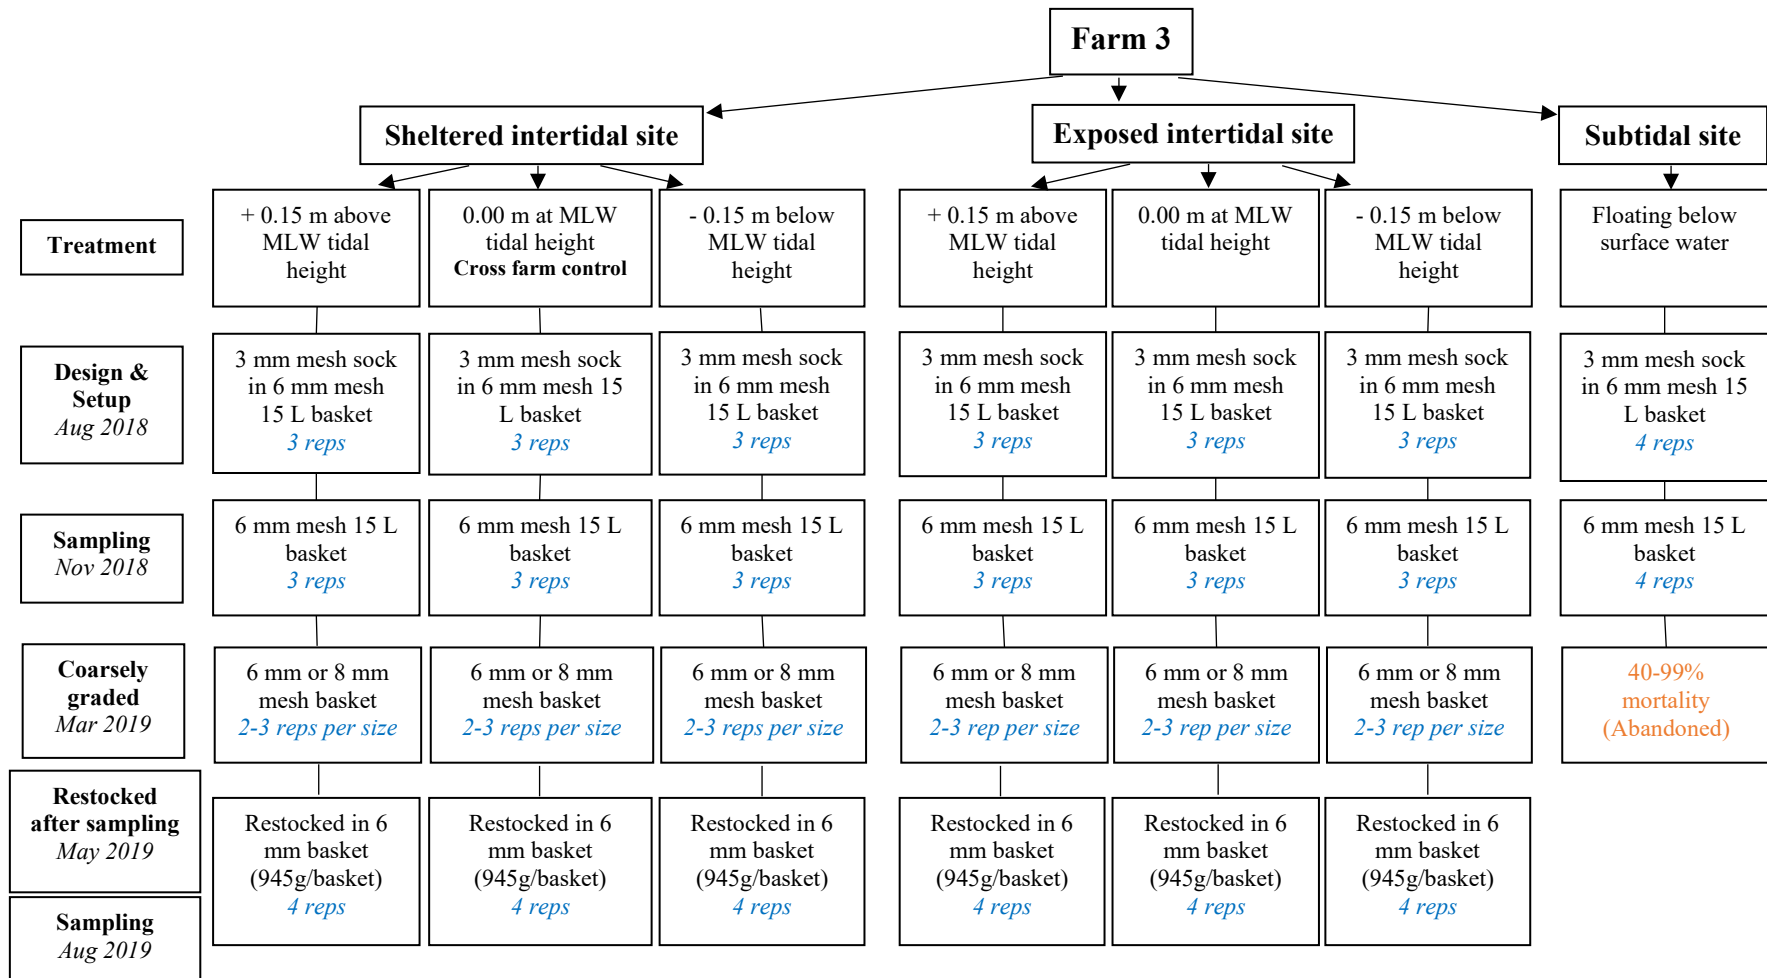 Farm 3
Sheltered intertidal site
Exposed intertidal site
Subtidal site
Treatment
+ 0.15 m above
MLW tidal
height
0.00 m at MLW
tidal height
Cross farm control
- 0.15 m below
MLW tidal
height
+ 0.15 m above
MLW tidal
height
0.00 m at MLW
tidal height
- 0.15 m below
MLW tidal
height
Floating below
surface water
Design &
Setup
Aug 2018
3 mm mesh sock
in 6 mm mesh
15 L basket
3 reps
3 mm mesh sock
in 6 mm mesh 15
L basket
3 reps
3 mm mesh sock
in 6 mm mesh
15 L basket
3 reps
3 mm mesh sock
in 6 mm mesh
15 L basket
3 reps
3 mm mesh sock
in 6 mm mesh
15 L basket
3 reps
3 mm mesh sock
in 6 mm mesh
15 L basket
3 reps
3 mm mesh sock
in 6 mm mesh 15
L basket
4 reps
Sampling
Nov 2018
6 mm mesh 15 L
basket
3 reps
6 mm mesh 15 L
basket
3 reps
6 mm mesh 15 L
basket
3 reps
6 mm mesh 15 L
basket
3 reps
6 mm mesh 15 L
basket
3 reps
6 mm mesh 15 L
basket
3 reps
6 mm mesh 15 L
basket
4 reps
Coarsely
graded
Mar 2019
6 mm or 8 mm
mesh basket
2-3 reps per size
6 mm or 8 mm
mesh basket
2-3 reps per size
6 mm or 8 mm
mesh basket
2-3 reps per size
6 mm or 8 mm
mesh basket
2-3 rep per size
6 mm or 8 mm
mesh basket
2-3 rep per size
6 mm or 8 mm
mesh basket
2-3 rep per size
40-99%
mortality
(Abandoned)
Restocked
after sampling
May 2019
Restocked in 6
mm basket
(945g/basket)
4 reps
Restocked in 6
mm basket
(945g/basket)
4 reps
Restocked in 6
mm basket
(945g/basket)
4 reps
Restocked in 6
mm basket
(945g/basket)
4 reps
Restocked in 6
mm basket
(945g/basket)
4 reps
Restocked in 6
mm basket
(945g/basket)
4 reps
Sampling
Aug 2019